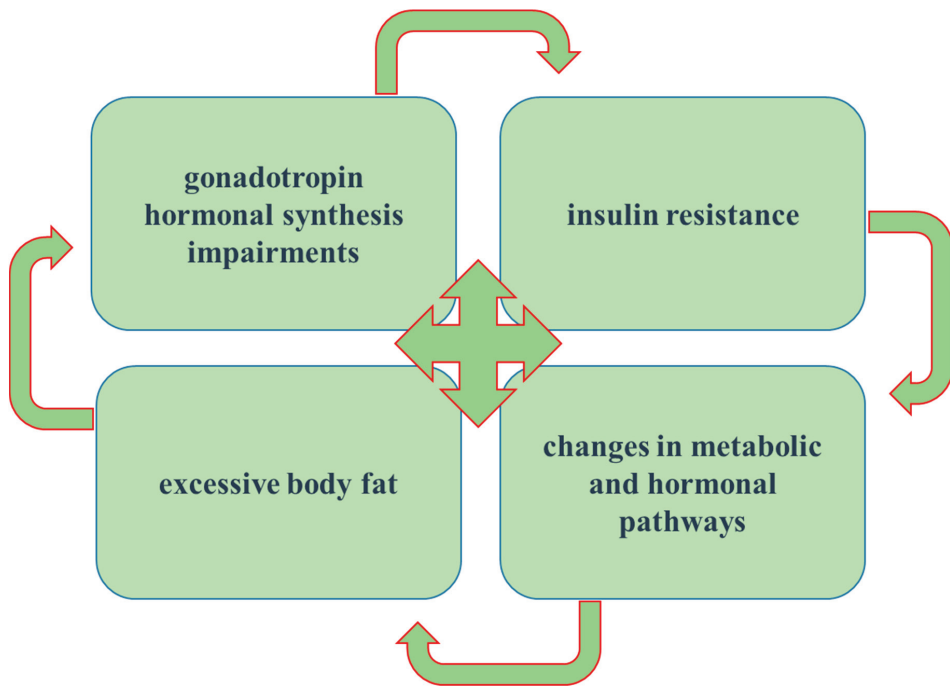 gonadotropin
hormonal synthesis
impairments
insulin resistance
excessive body fat
changes in metabolic
and hormonal
pathways